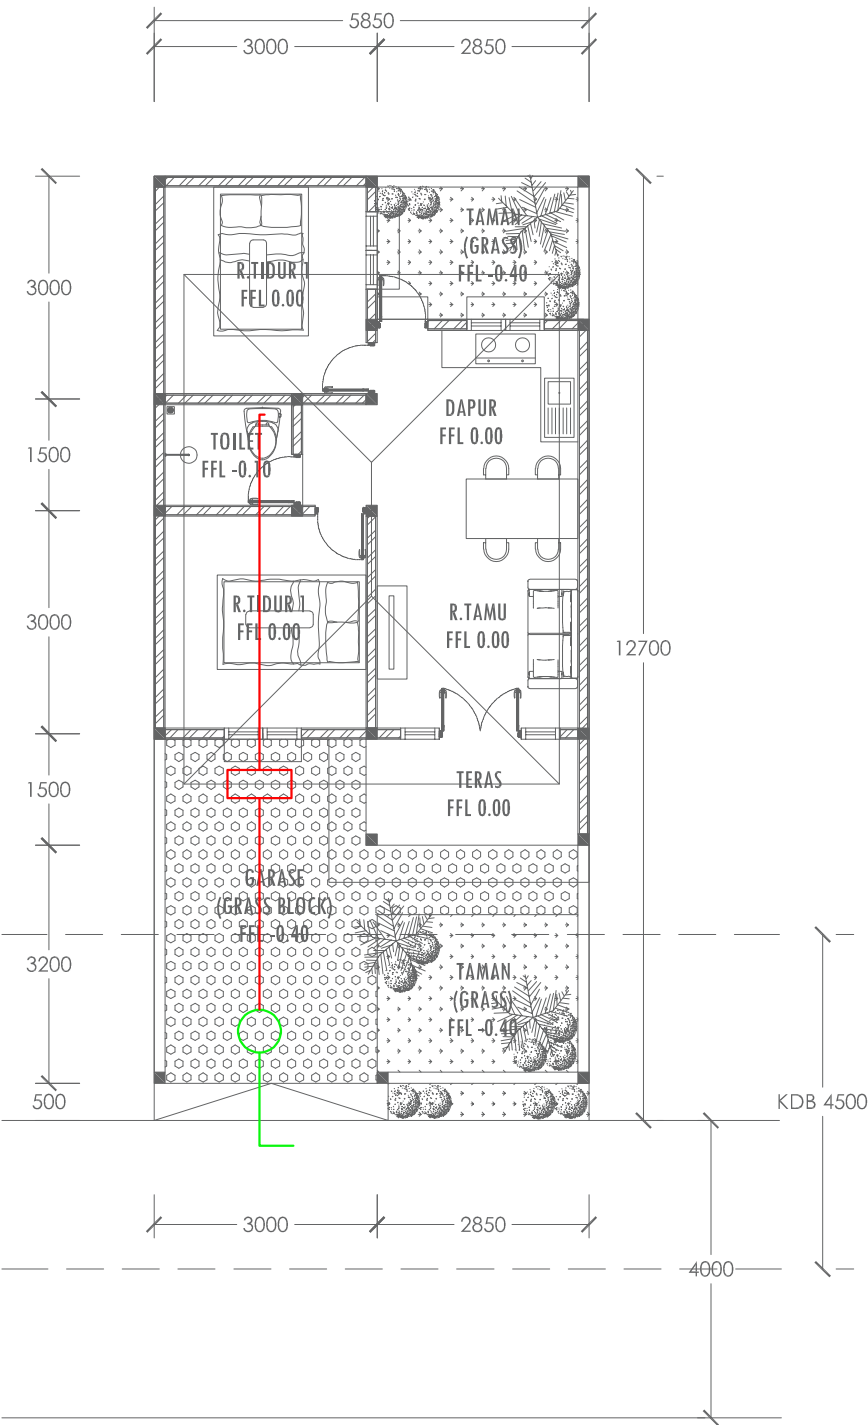 5850
3000
2850
3000
TAMAN
(GRASS)
FFL -0.40
R.TIDUR 1
FFL 0.00
DAPUR
FFL 0.00
1500
TOILET
FFL -0.10
3000
R.TIDUR 1
FFL 0.00
R.TAMU
FFL 0.00
12700
1500
TERAS
FFL 0.00
GARASE
(GRASS BLOCK)
FFL -0.40
3200
TAMAN
(GRASS)
FFL -0.40
500
KDB 4500
3000
2850
4000